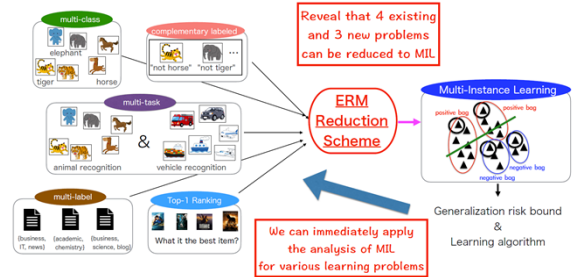 multi-class
elephant
tiger
horse
complementary labeled
...
"not horse"
"not tiger"
Reveal that 4 existing
and 3 new problems
can be reduced to MIL
multi-task
&
animal recognition
vehicle recognition
ERM
Reduction
Scheme
Multi-Instance Learning
positive bag
positive bag
negative bag
negative bag
multi-label
{business,
IT, news}
{academic,
chemistry}
{business,
science, blog}
Top-1 Ranking
What it the best item?
We can immediately apply
the analysis of MIL
for various learning problems
Generalization risk bound
&
Learning algorithm